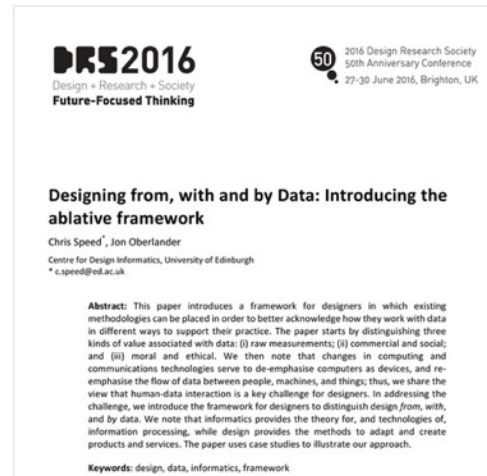 DRS2016
Design + Research + Society
Future-Focused Thinking
50
2016 Design Research Society
50th Anniversary Conference
27-30 June 2016, Brighton, UK
Designing from, with and by Data: Introducing the
ablative framework
Chris Speed*, Jon Oberlander
Centre for Design Informatics, University of Edinburgh
* c.speed@ed.ac.uk
Abstract: This paper introduces a framework for designers in which existing
methodologies can be placed in order to better acknowledge how they work with data
in different ways to support their practice. The paper starts by distinguishing three
kinds of value associated with data: (i) raw measurements; (ii) commercial and social;
and (iii) moral and ethical. We then note that changes in computing and
communications technologies serve to de-emphasise computers as devices, and re-
emphasise the flow of data between people, machines, and things; thus, we share the
view that human-data interaction is a key challenge for designers. In addressing the
challenge, we introduce the framework for designers to distinguish design from, with,
and by data. We note that informatics provides the theory for, and technologies of,
information processing, while design provides the methods to adapt and create
products and services. The paper uses case studies to illustrate our approach.
Keywords: design, data, informatics, framework